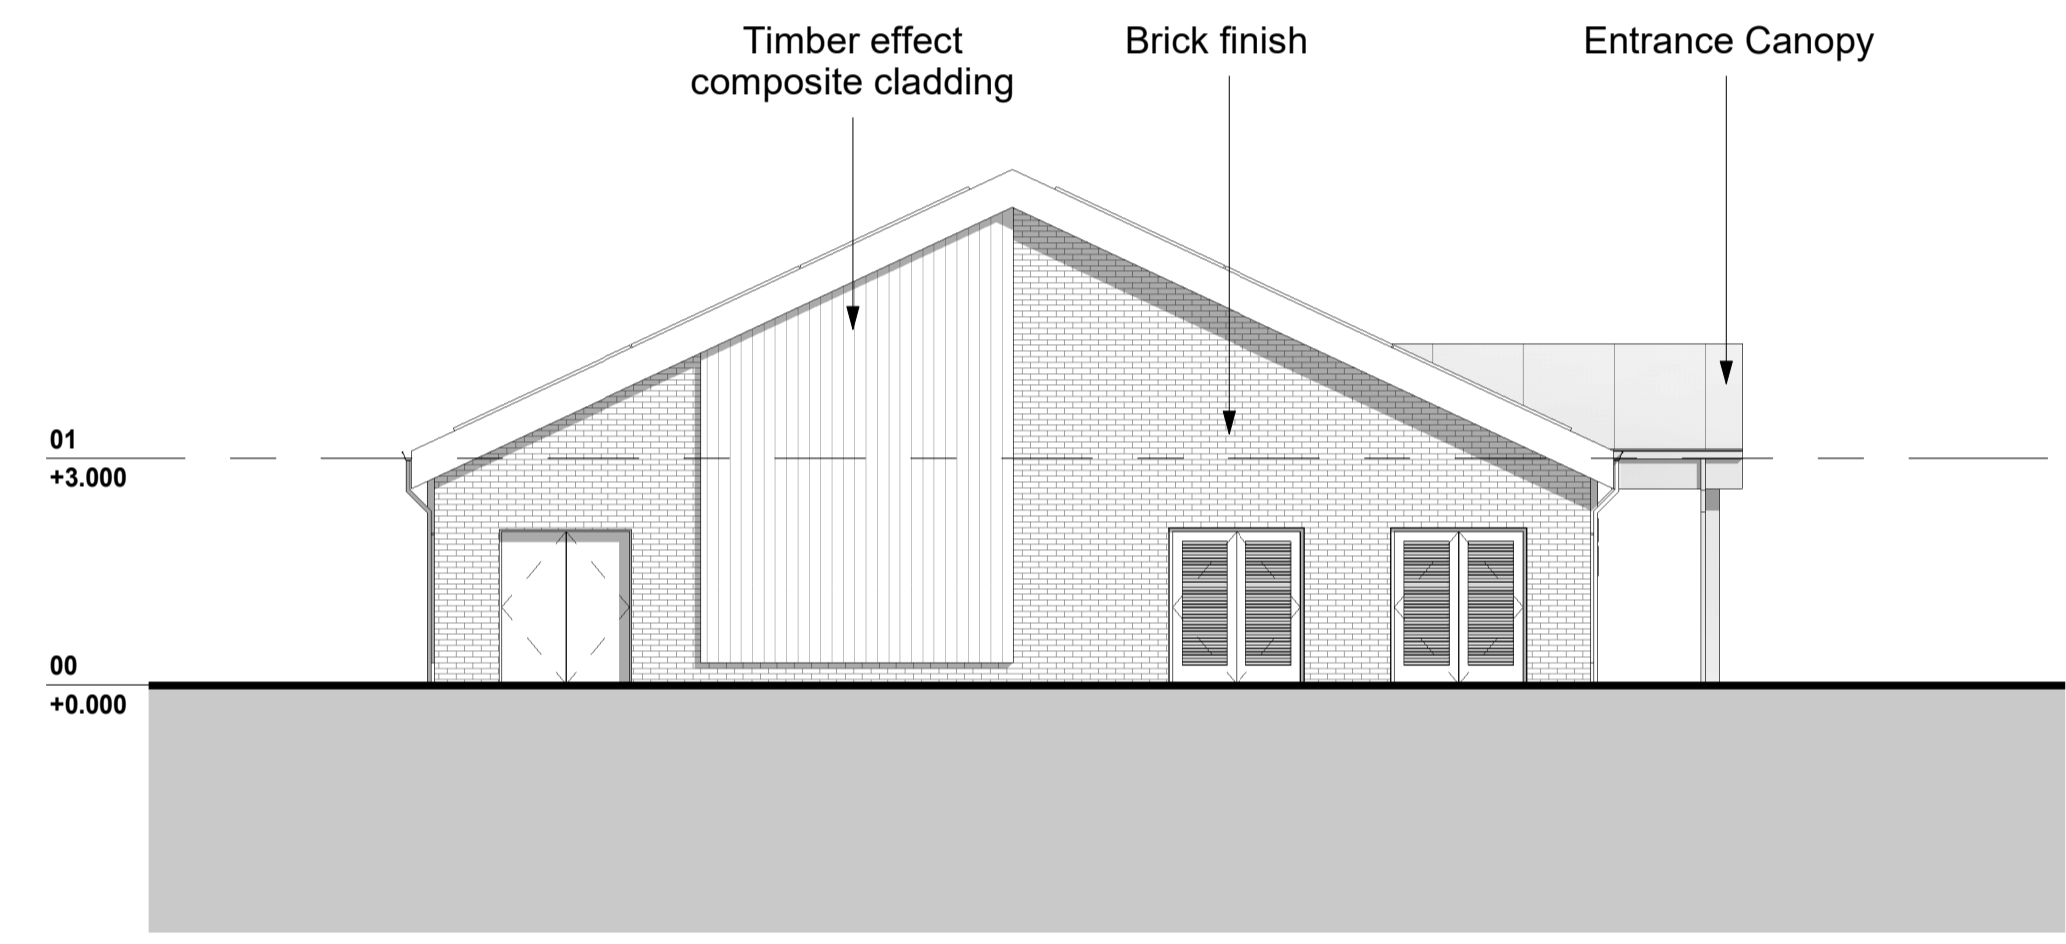 Timber effect
composite cladding
Brick finish
Entrance Canopy
01
+3.000
00
+0.000